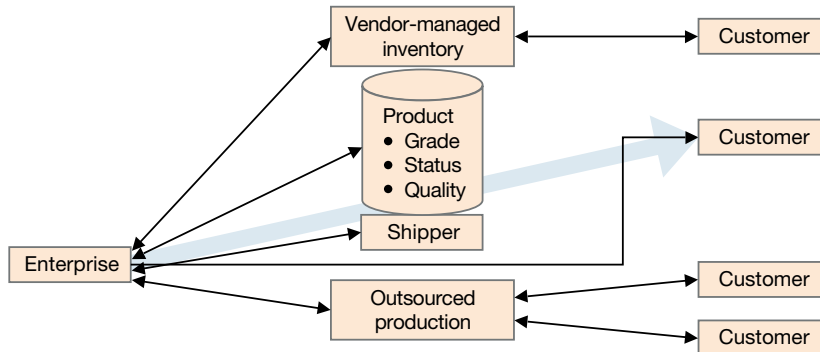 Vendor-managed
inventory
Customer
Product
• Grade
• Status
• Quality
Customer
Shipper
Enterprise
Outsourced
production
Customer
Customer